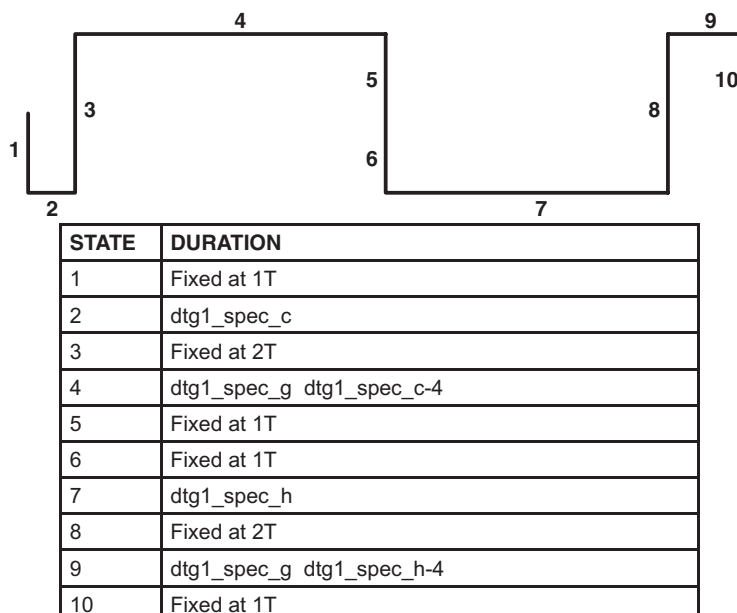 4
9
5
10
3
8
1
6
2
7
STATE DURATION
1 Fixed at 1T
2 dtg1_spec_c
3 Fixed at 2T
4 dtg1_spec_g dtg1_spec_c-4
5 Fixed at 1T
6 Fixed at 1T
7 dtg1_spec_h
8 Fixed at 2T
9 dtg1_spec_g dtg1_spec_h-4
10 Fixed at 1T